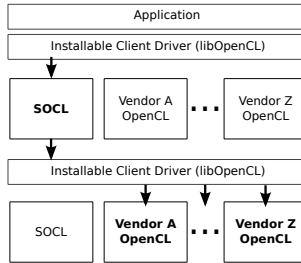 Application
Installable Client Driver (libOpenCL)
SOCL
Vendor A
OpenCL
...
Vendor Z
OpenCL
Installable Client Driver (libOpenCL)
SOCL
Vendor A
OpenCL
...
Vendor Z
OpenCL